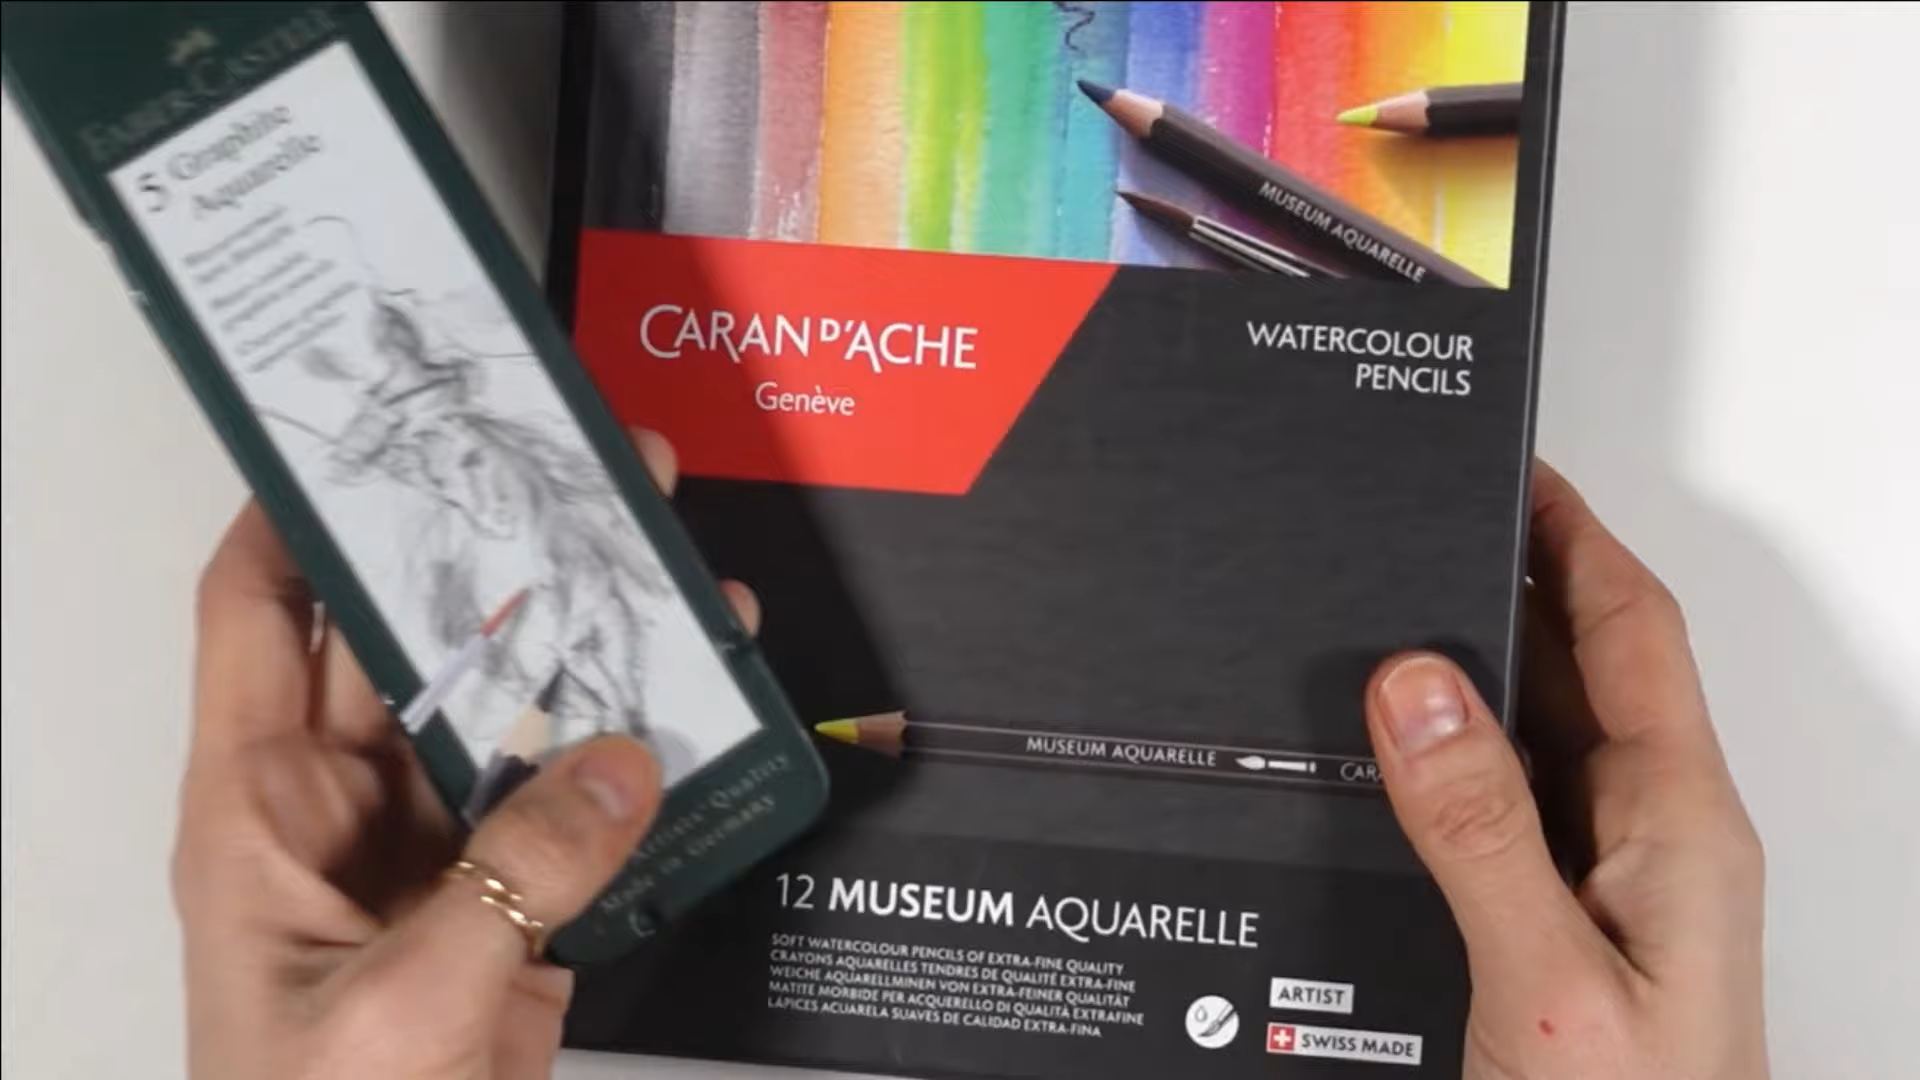 FABER-CASTELL
5 Graphite
Aquarelle
Artists' Quality
Made in Germany
MUSEUM AQUARELLE
CARAN D'ACHE
Genève
WATERCOLOUR
PENCILS
MUSEUM AQUARELLE CAR
12 MUSEUM AQUARELLE
SOFT WATERCOLOUR PENCILS OF EXTRA-FINE QUALITY
CRAYONS AQUARELLES TENDRES DE QUALITÉ EXTRA-FINE
WEICHE AQUARELLMINEN VON EXTRA-FEINER QUALITÄT
MATITE MORBIDE PER ACQUERELLO DI QUALITÀ EXTRAFINE
LÁPICES ACUARELA SUAVES DE CALIDAD EXTRA-FINA
ARTIST
SWISS MADE